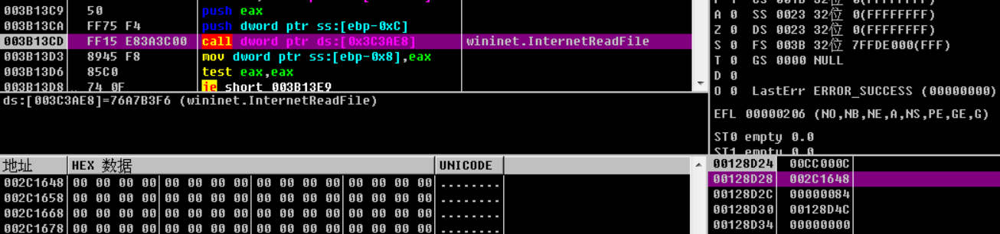 003B13C9 50 push eax
003B13CA FF75 F4 push dword ptr ss:[ebp-0xC]
003B13CD FF15 E83A3C00 call dword ptr ds:[0x3C3AE8] wininet.InternetReadFile
003B13D3 8945 F8 mov dword ptr ss:[ebp-0x8],eax
003B13D6 85C0 test eax,eax
003B13D8 74 0F je short 003B13E9
ds:[003C3AE8]=76A7B3F6 (wininet.InternetReadFile)
A 0 SS 0023 32位 0(FFFFFFFF)
Z 0 DS 0023 32位 0(FFFFFFFF)
S 0 FS 003B 32位 7FFDE000(FFF)
T 0 GS 0000 NULL
D 0
O 0 LastErr ERROR_SUCCESS (00000000)
EFL 00000206 (NO,NB,NE,A,NS,PE,GE,G)
ST0 empty 0.0
ST1 empty 0.0
地址 HEX 数据 UNICODE
002C1648 00 00 00 00 00 00 00 00 00 00 00 00 00 00 00 00 ........
002C1658 00 00 00 00 00 00 00 00 00 00 00 00 00 00 00 00 ........
002C1668 00 00 00 00 00 00 00 00 00 00 00 00 00 00 00 00 ........
002C1678 00 00 00 00 00 00 00 00 00 00 00 00 00 00 00 00 ........
00128D24 00CC000C
00128D28 002C1648
00128D2C 00000084
00128D30 00128D4C
00128D34 00000000